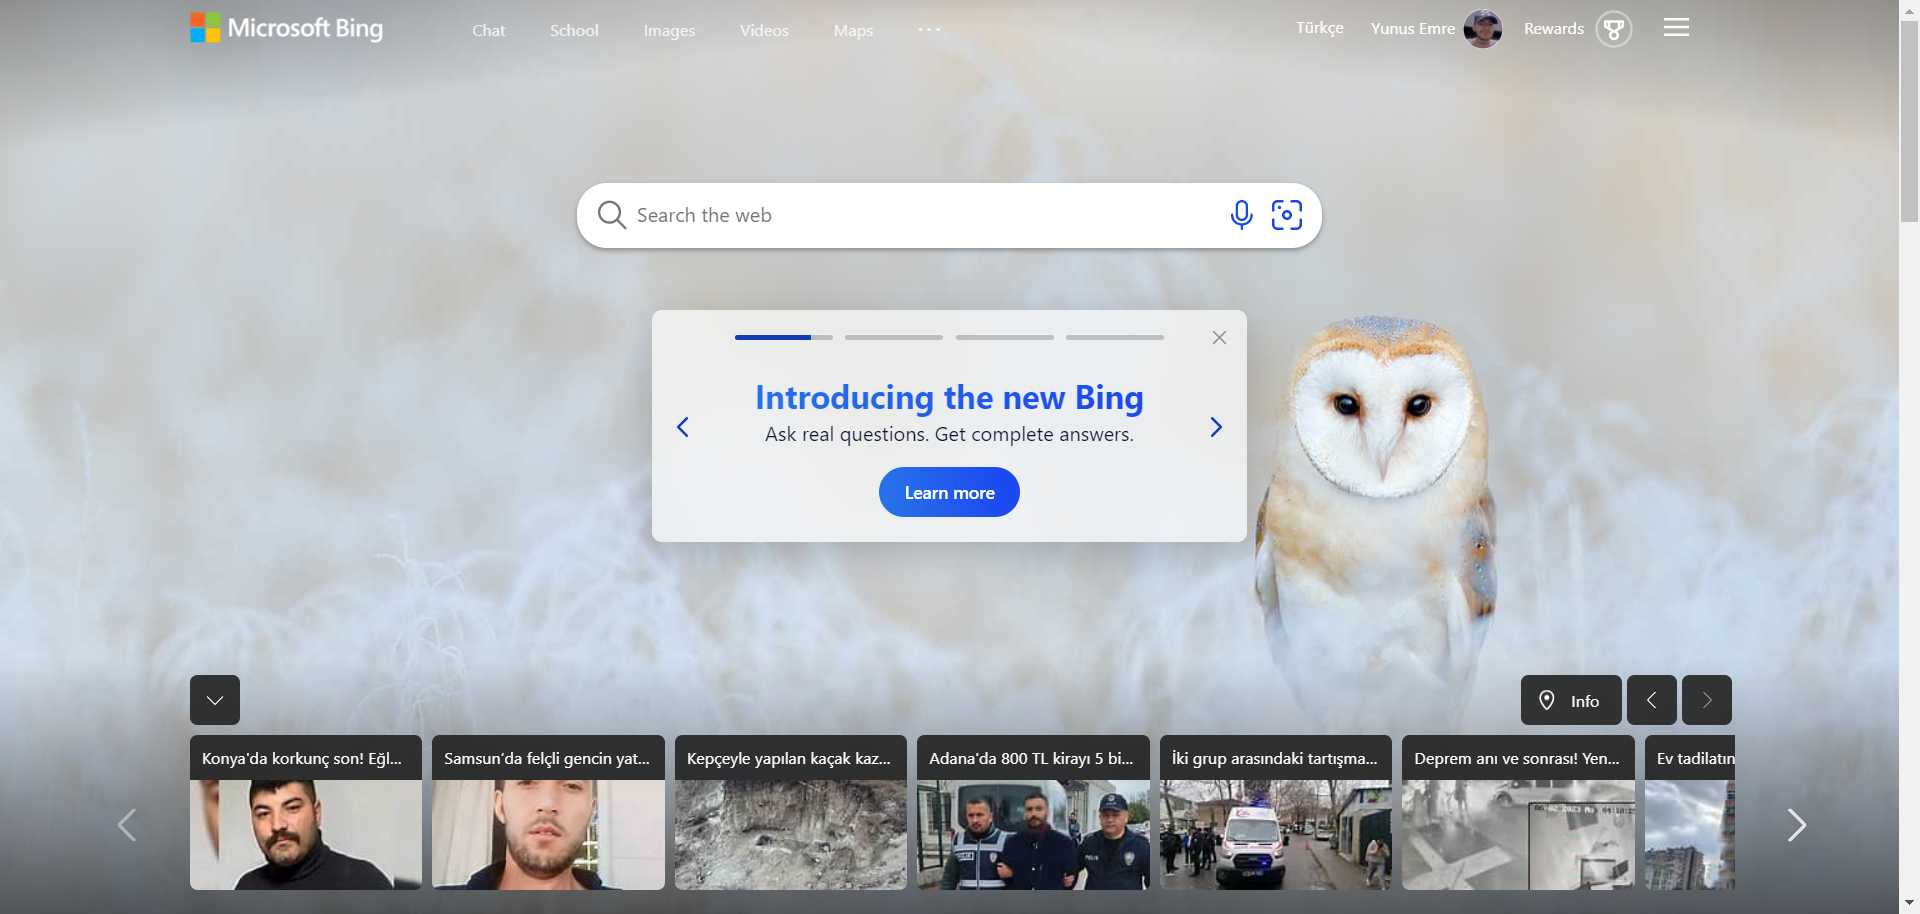 Microsoft Bing
Chat School Images Videos Maps ...
Türkçe Yunus Emre Rewards
Search the web
Introducing the new Bing
Ask real questions. Get complete answers.
Learn more
Info
Konya'da korkunç son! Eğl...
Samsun'da felçli gencin yat...
Kepçeyle yapılan kaçak kaz...
Adana'da 800 TL kirayı 5 bi...
İki grup arasındaki tartışma...
Deprem anı ve sonrası! Yen...
Ev tadilatın
POLİS